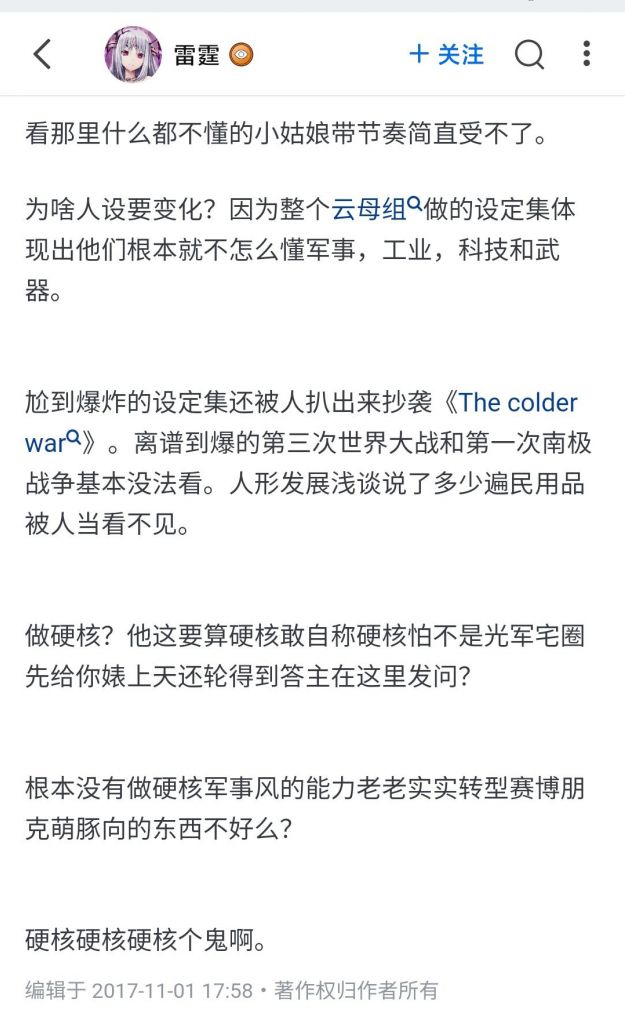 雷霆
+ 关注
看那里什么都不懂的小姑娘带节奏简直受不了。
为啥人设要变化？因为整个云母组做的设定集体
现出他们根本就不怎么懂军事，工业，科技和武
器。
尬到爆炸的设定集还被人扒出来抄袭《The colder
war》。离谱到爆的第三次世界大战和第一次南极
战争基本没法看。人形发展浅谈说了多少遍民用品
被人当看不见。
做硬核？他这要算硬核敢自称硬核怕不是光军宅圈
先给你婊上天还轮得到答主在这里发问？
根本没有做硬核军事风的能力老老实实转型赛博朋
克萌豚向的东西不好么？
硬核硬核硬核个鬼啊。
编辑于 2017-11-01 17:58・著作权归作者所有